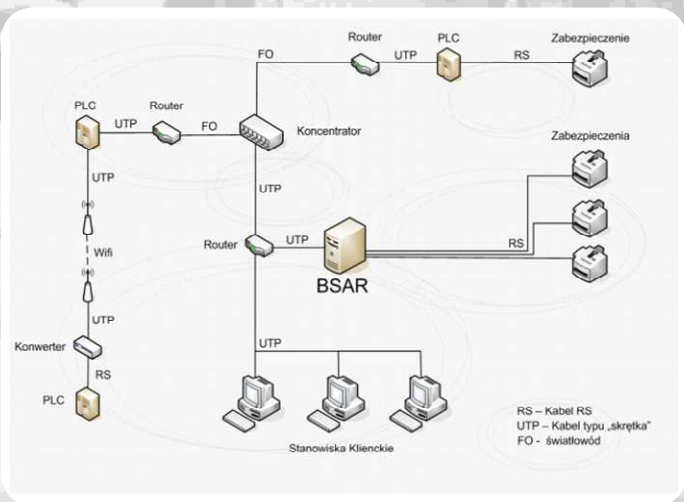 Router
PLC
Zabezpieczenie
FO
UTP
RS
PLC
Router
UTP
FO
Koncentrator
Zabezpieczenia
UTP
UTP
Router
UTP
RS
Wifi
BSAR
UTP
Konwerter
UTP
RS
PLC
RS – Kabel RS
UTP – Kabel typu „skrętka”
FO - światłowód
Stanowiska Klienckie